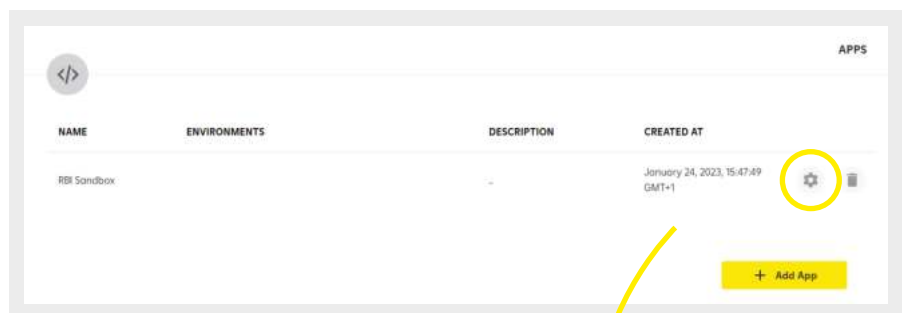 APPS
</>
NAME ENVIRONMENTS DESCRIPTION CREATED AT
RBI Sandbox - January 24, 2023, 15:47:49
GMT+1
+ Add App